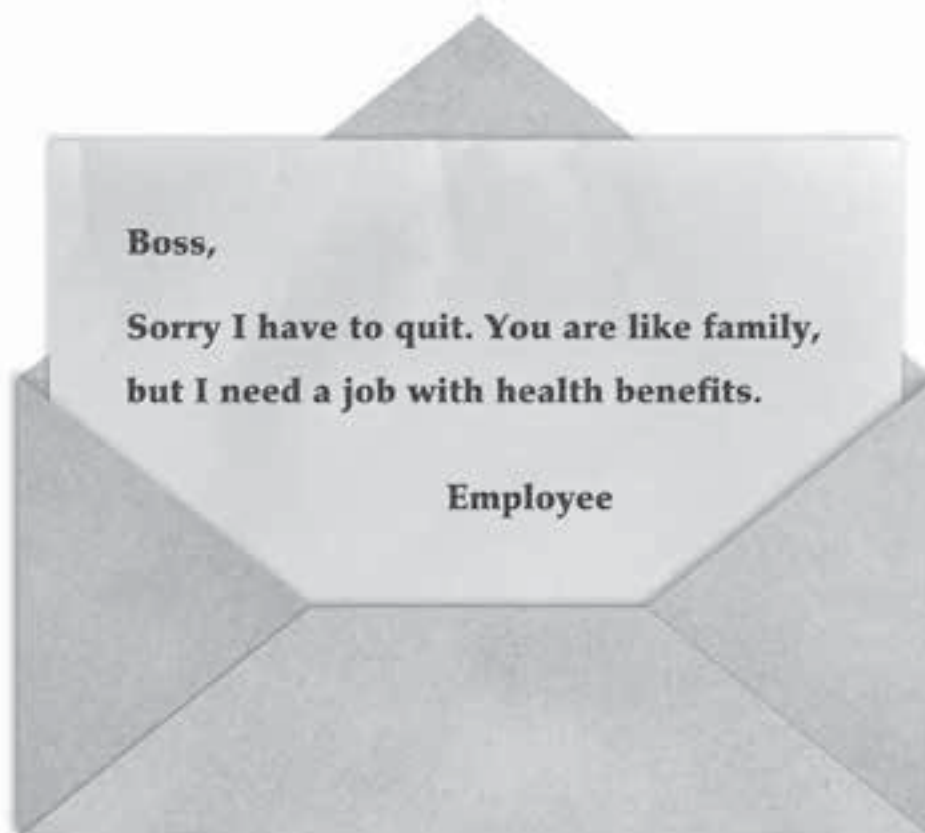 Boss,
Sorry I have to quit. You are like family,
but I need a job with health benefits.
Employee